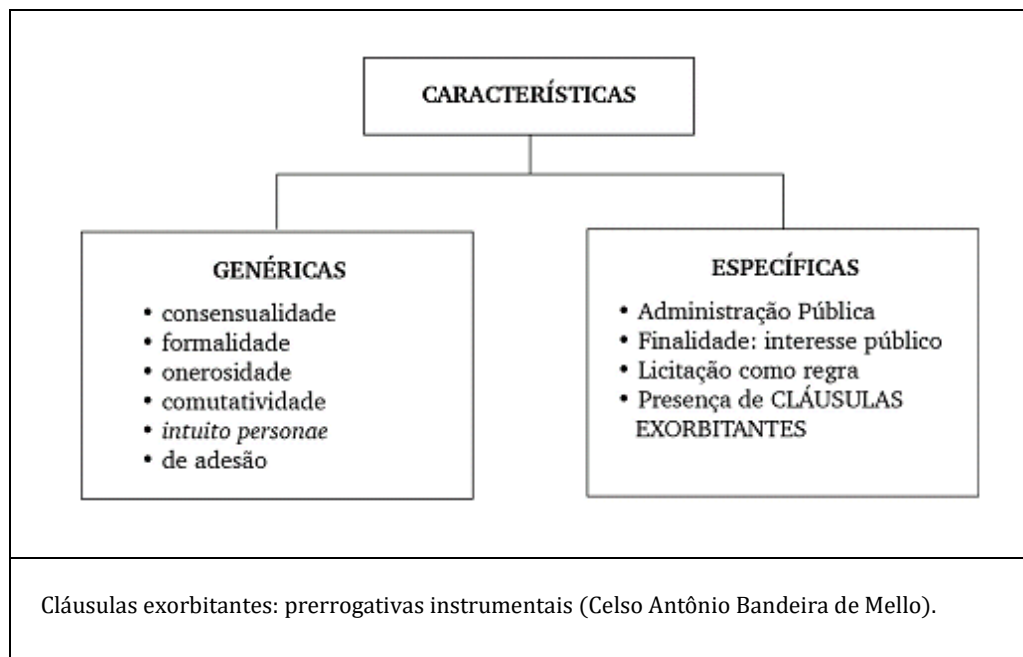 CARACTERÍSTICAS
GENÉRICAS
• consensualidade
• formalidade
• onerosidade
• comutatividade
• intuito personae
• de adesão
ESPECÍFICAS
• Administração Pública
• Finalidade: interesse público
• Licitação como regra
• Presença de CLÁUSULAS
EXORBITANTES
Cláusulas exorbitantes: prerrogativas instrumentais (Celso Antônio Bandeira de Mello).